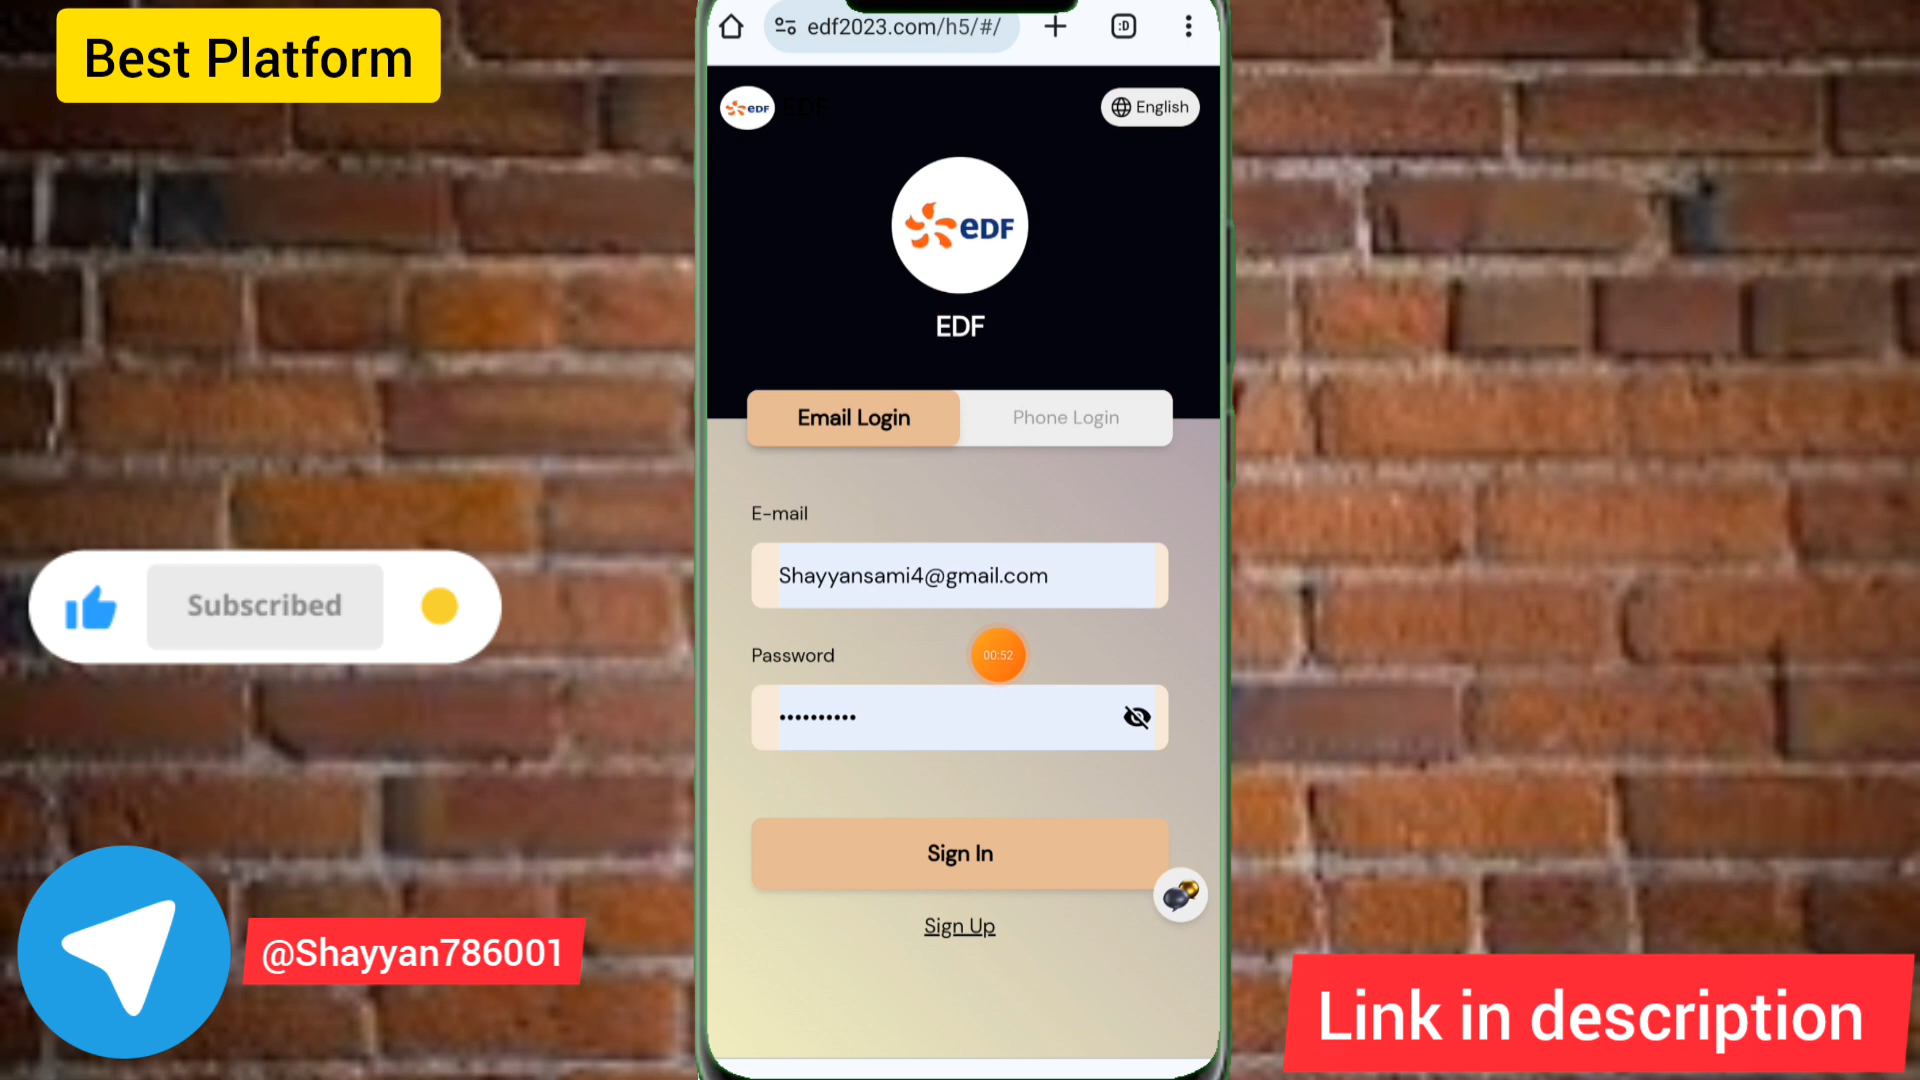 Best Platform
edf2023.com/h5/#/
:D
eDF
EDF
English
eDF
EDF
Email Login
Phone Login
E-mail
Shayyansami4@gmail.com
Password
00:52
••••••••••
Sign In
Sign Up
Subscribed
@Shayyan786001
Link in description